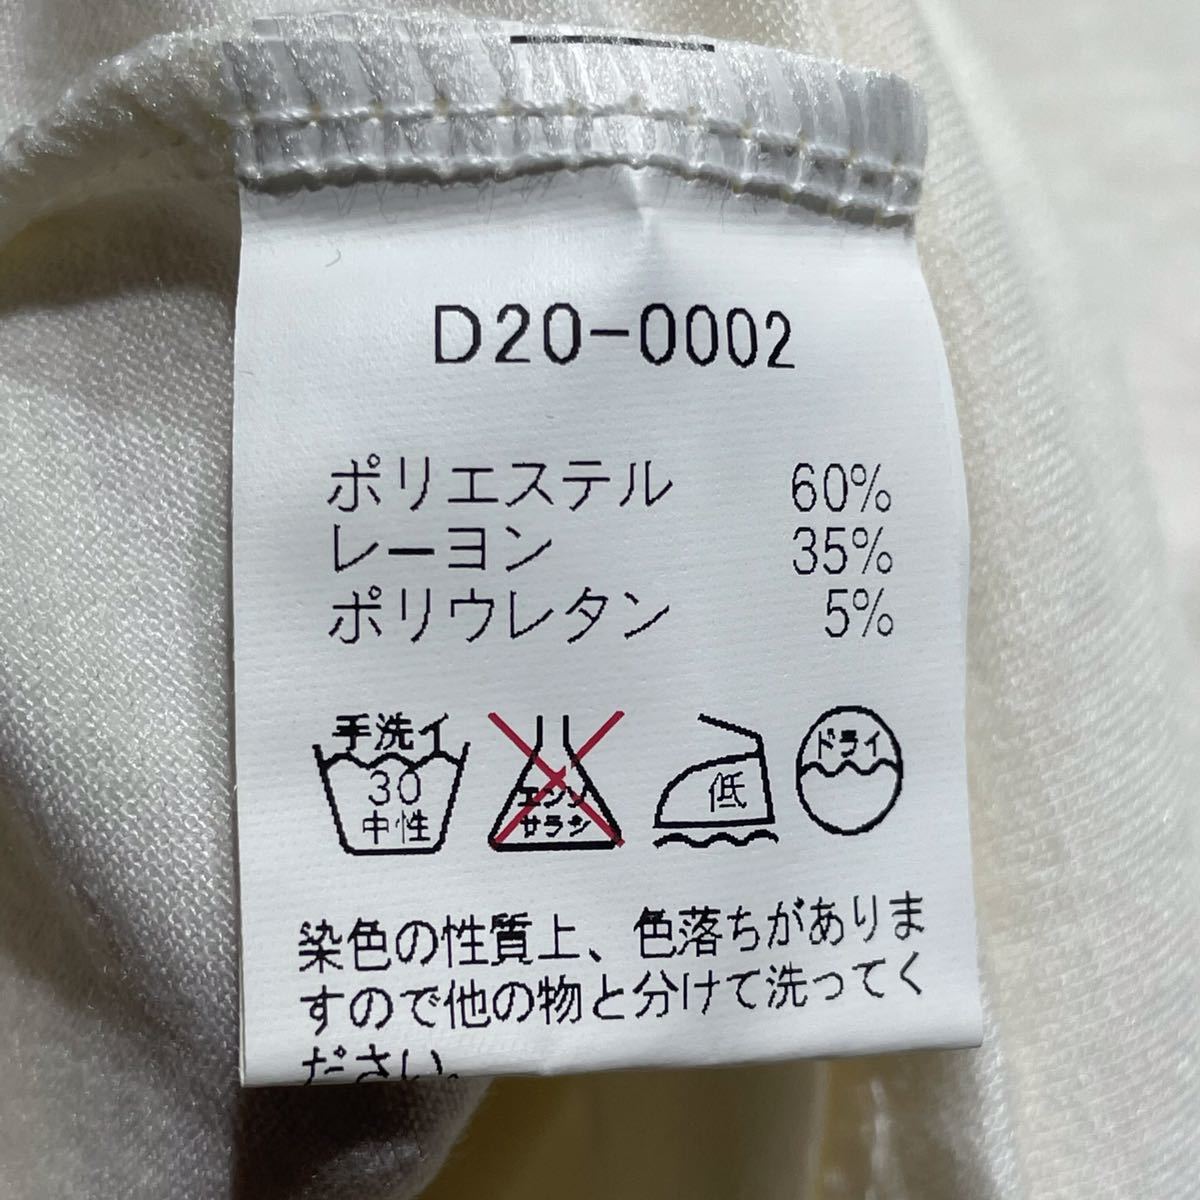 D20-0002
ポリエステル 60%
レーヨン 35%
ポリウレタン 5%
手洗イ
30
中性
エンソ
サラシ
低
ドライ
染色の性質上、色落ちがありま
すので他の物と分けて洗ってく
ださい。